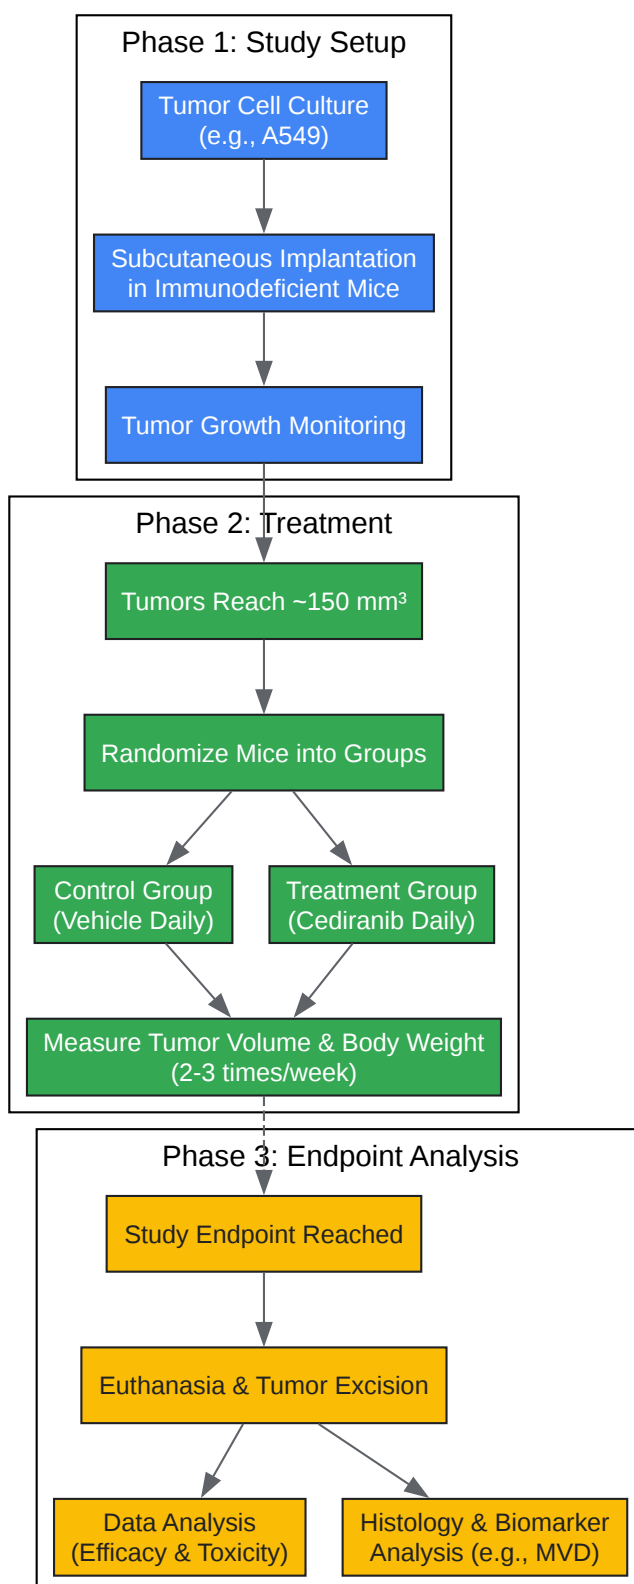 Phase 1: Study Setup
Tumor Cell Culture
(e.g., A549)
Subcutaneous Implantation
in Immunodeficient Mice
Tumor Growth Monitoring
Phase 2: Treatment
Tumors Reach ~150 mm³
Randomize Mice into Groups
Control Group
(Vehicle Daily)
Treatment Group
(Cediranib Daily)
Measure Tumor Volume & Body Weight
(2-3 times/week)
Phase 3: Endpoint Analysis
Study Endpoint Reached
Euthanasia & Tumor Excision
Data Analysis
(Efficacy & Toxicity)
Histology & Biomarker
Analysis (e.g., MVD)